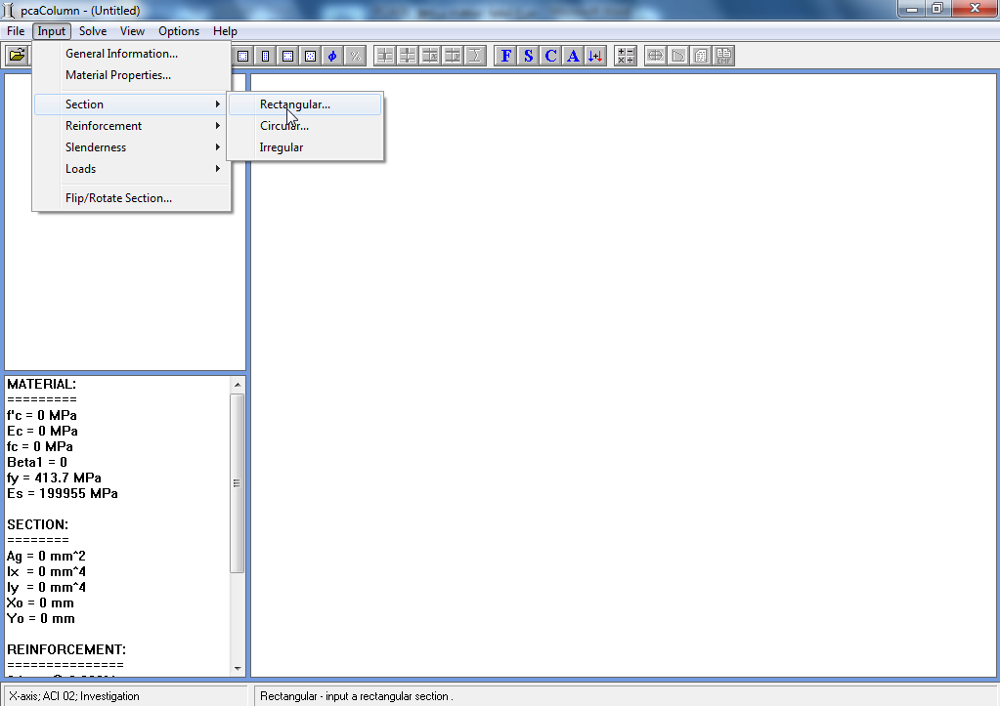 pcaColumn - (Untitled)
File Input Solve View Options Help
General Information...
Material Properties...
Section
Reinforcement
Slenderness
Loads
Flip/Rotate Section...
Rectangular...
Circular...
Irregular
φ % F S C A
MATERIAL:
=========
f'c = 0 MPa
Ec = 0 MPa
fc = 0 MPa
Beta1 = 0
fy = 413.7 MPa
Es = 199955 MPa
SECTION:
========
Ag = 0 mm^2
Ix = 0 mm^4
Iy = 0 mm^4
Xo = 0 mm
Yo = 0 mm
REINFORCEMENT:
===============
X-axis; ACI 02; Investigation
Rectangular - input a rectangular section .